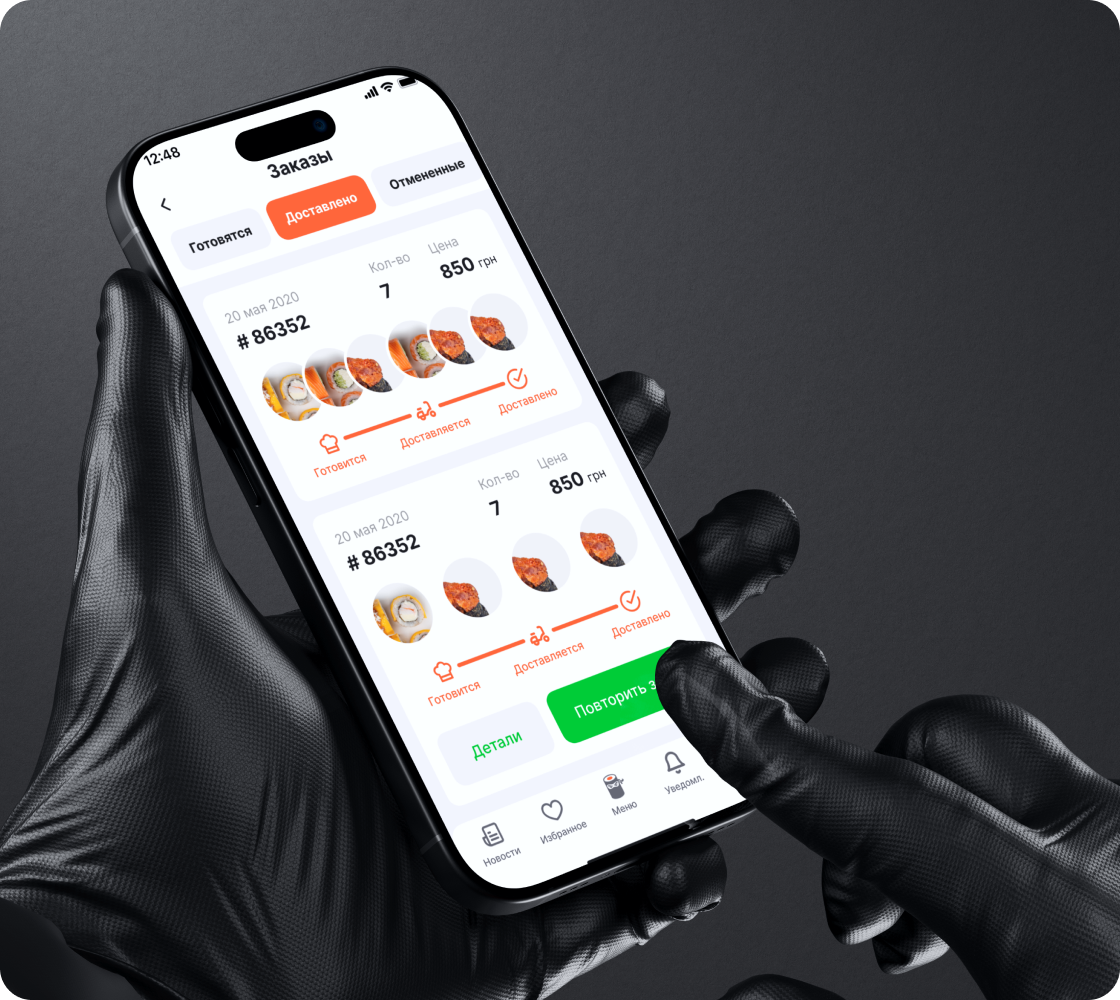 12:48
Заказы
Готовятся
Доставлено
Отмененные
20 мая 2020
Кол-во
Цена
# 86352
7
850 грн
Готовится
Доставляется
Доставлено
20 мая 2020
Кол-во
Цена
# 86352
7
850 грн
Готовится
Доставляется
Доставлено
Детали
Повторить
Новости
Избранное
Меню
Уведомл.